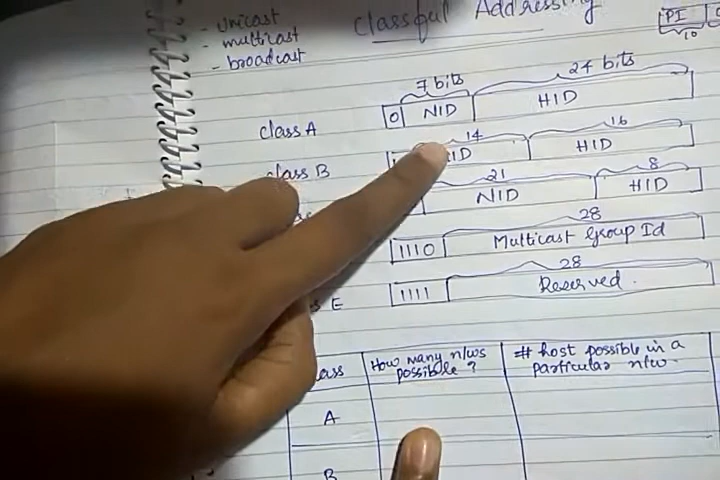 - Unicast
- multicast
- broadcast
Classful Addressing
PI
10
7 bits
24 bits
class A
0 NID HID
14
16
class B
HID
21
8
NID HID
28
1110 Multicast Group Id
28
E
1111 Reserved.
How many n/ws possible?
# host possible in a particular n/w.
A
B